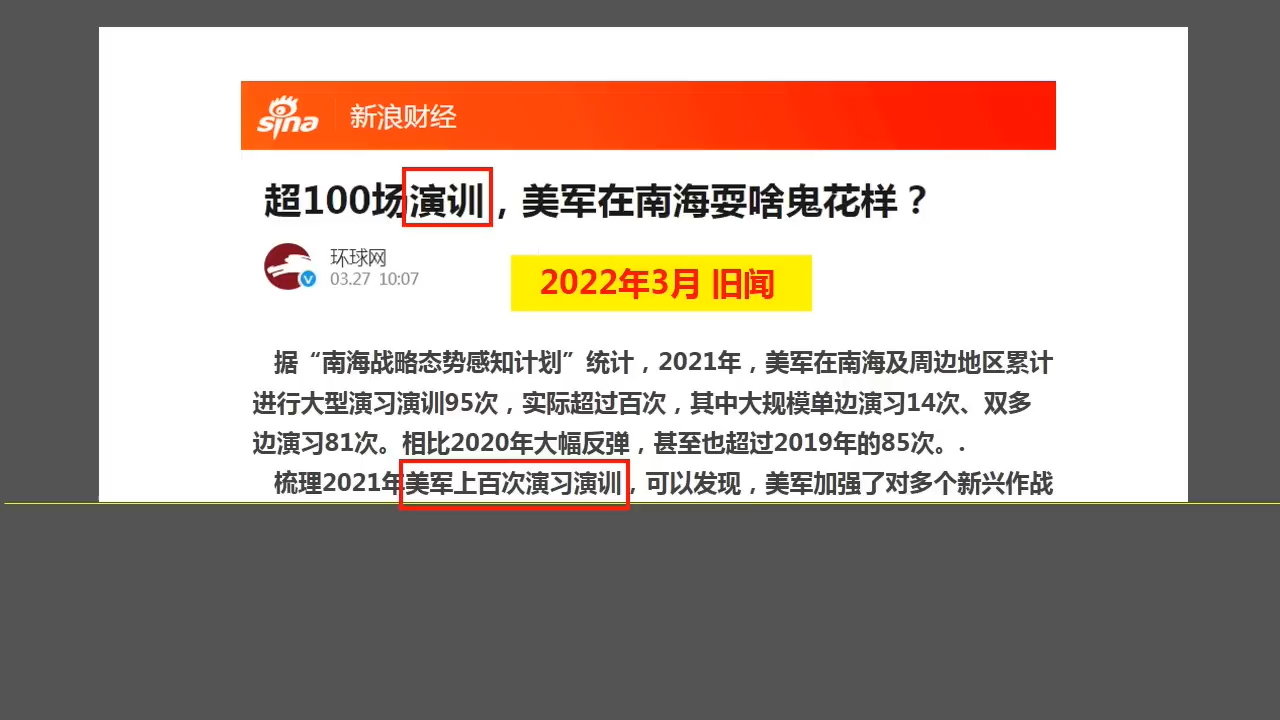 sina 新浪财经
超100场演训，美军在南海耍啥鬼花样？
环球网
03.27 10:07
2022年3月 旧闻
据“南海战略态势感知计划”统计，2021年，美军在南海及周边地区累计
进行大型演习演训95次，实际超过百次，其中大规模单边演习14次、双多
边演习81次。相比2020年大幅反弹，甚至也超过2019年的85次。.
梳理2021年美军上百次演习演训，可以发现，美军加强了对多个新兴作战